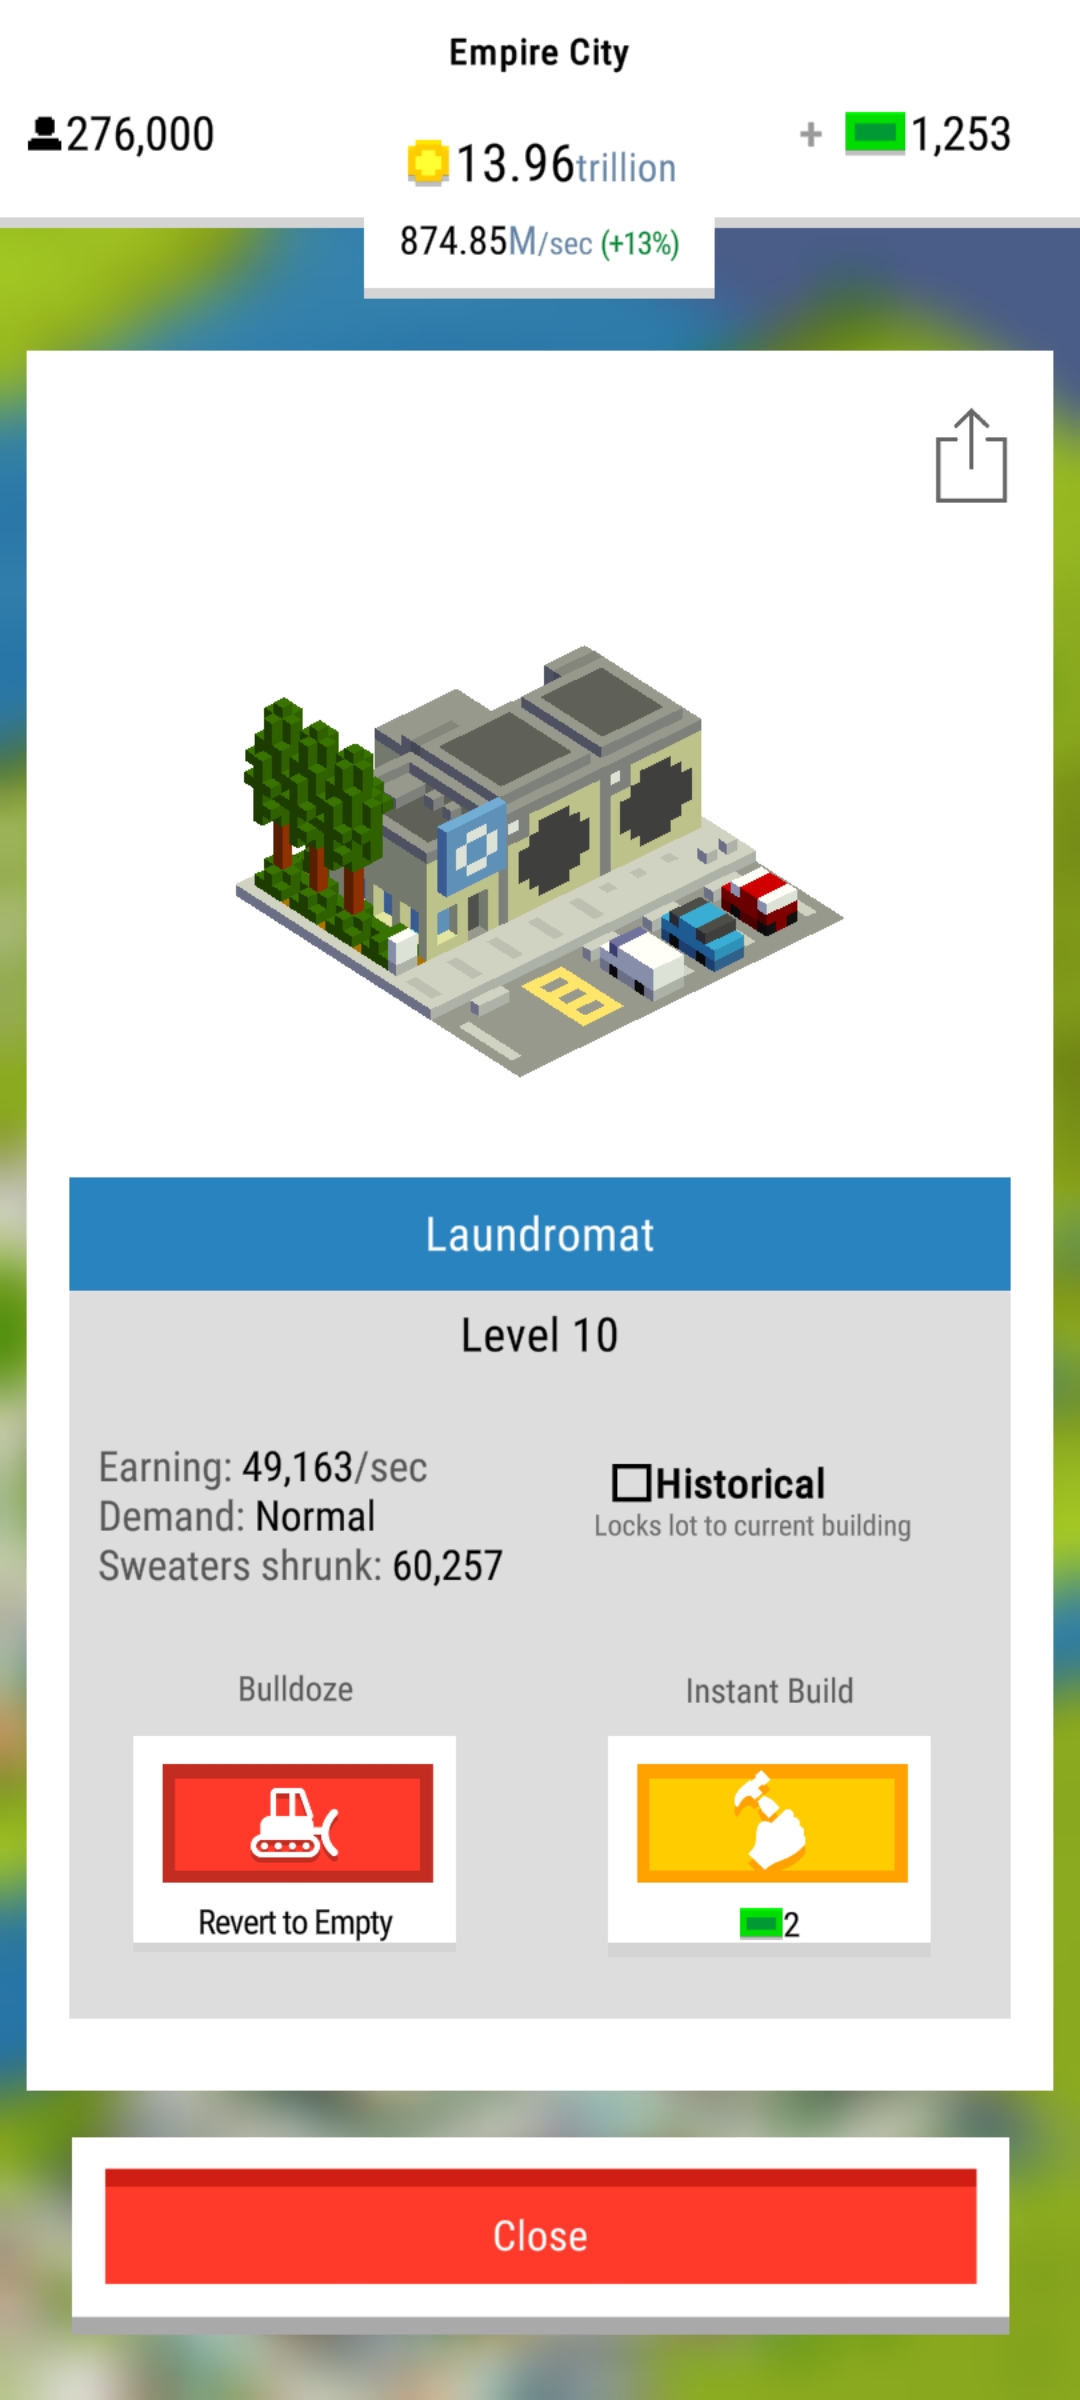 Empire City
276,000
13.96trillion
+ 1,253
874.85M/sec (+13%)
Laundromat
Level 10
Earning: 49,163/sec
Demand: Normal
Sweaters shrunk: 60,257
Historical
Locks lot to current building
Bulldoze
Revert to Empty
Instant Build
2
Close